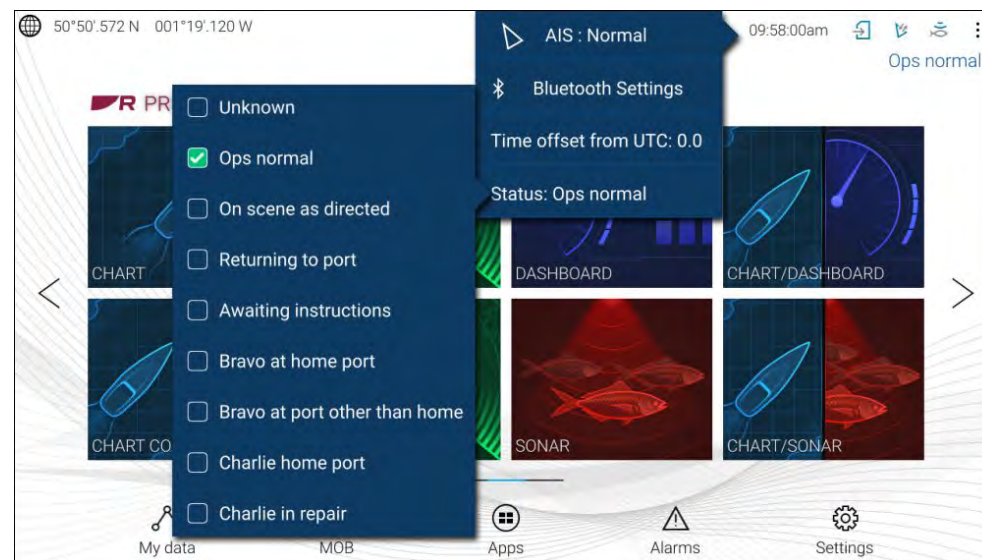 50°50'.572 N 001°19'.120 W
AIS : Normal
09:58:00am
Ops normal
Bluetooth Settings
Time offset from UTC: 0.0
Status: Ops normal
R PR
Unknown
Ops normal
On scene as directed
Returning to port
Awaiting instructions
Bravo at home port
Bravo at port other than home
Charlie home port
Charlie in repair
CHART
DASHBOARD
CHART/DASHBOARD
CHART CO
SONAR
CHART/SONAR
My data
MOB
Apps
Alarms
Settings